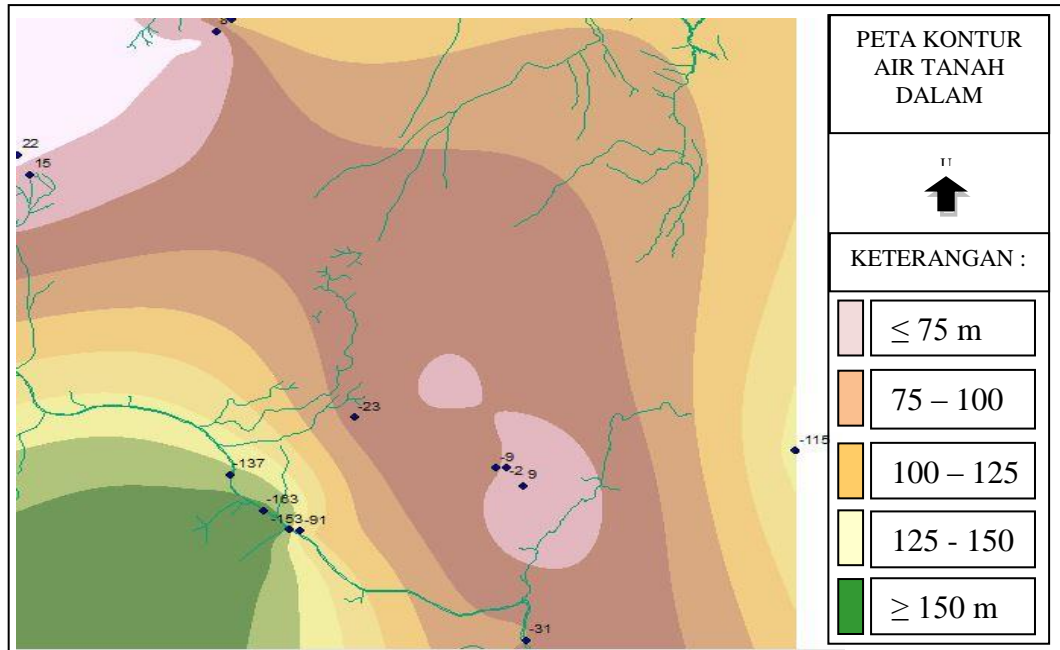 22
15
-23
-9
-2
9
-115
-137
-163
-153
-91
-31
PETA KONTUR
AIR TANAH
DALAM
KETERANGAN :
≤ 75 m
75 – 100
100 – 125
125 - 150
≥ 150 m